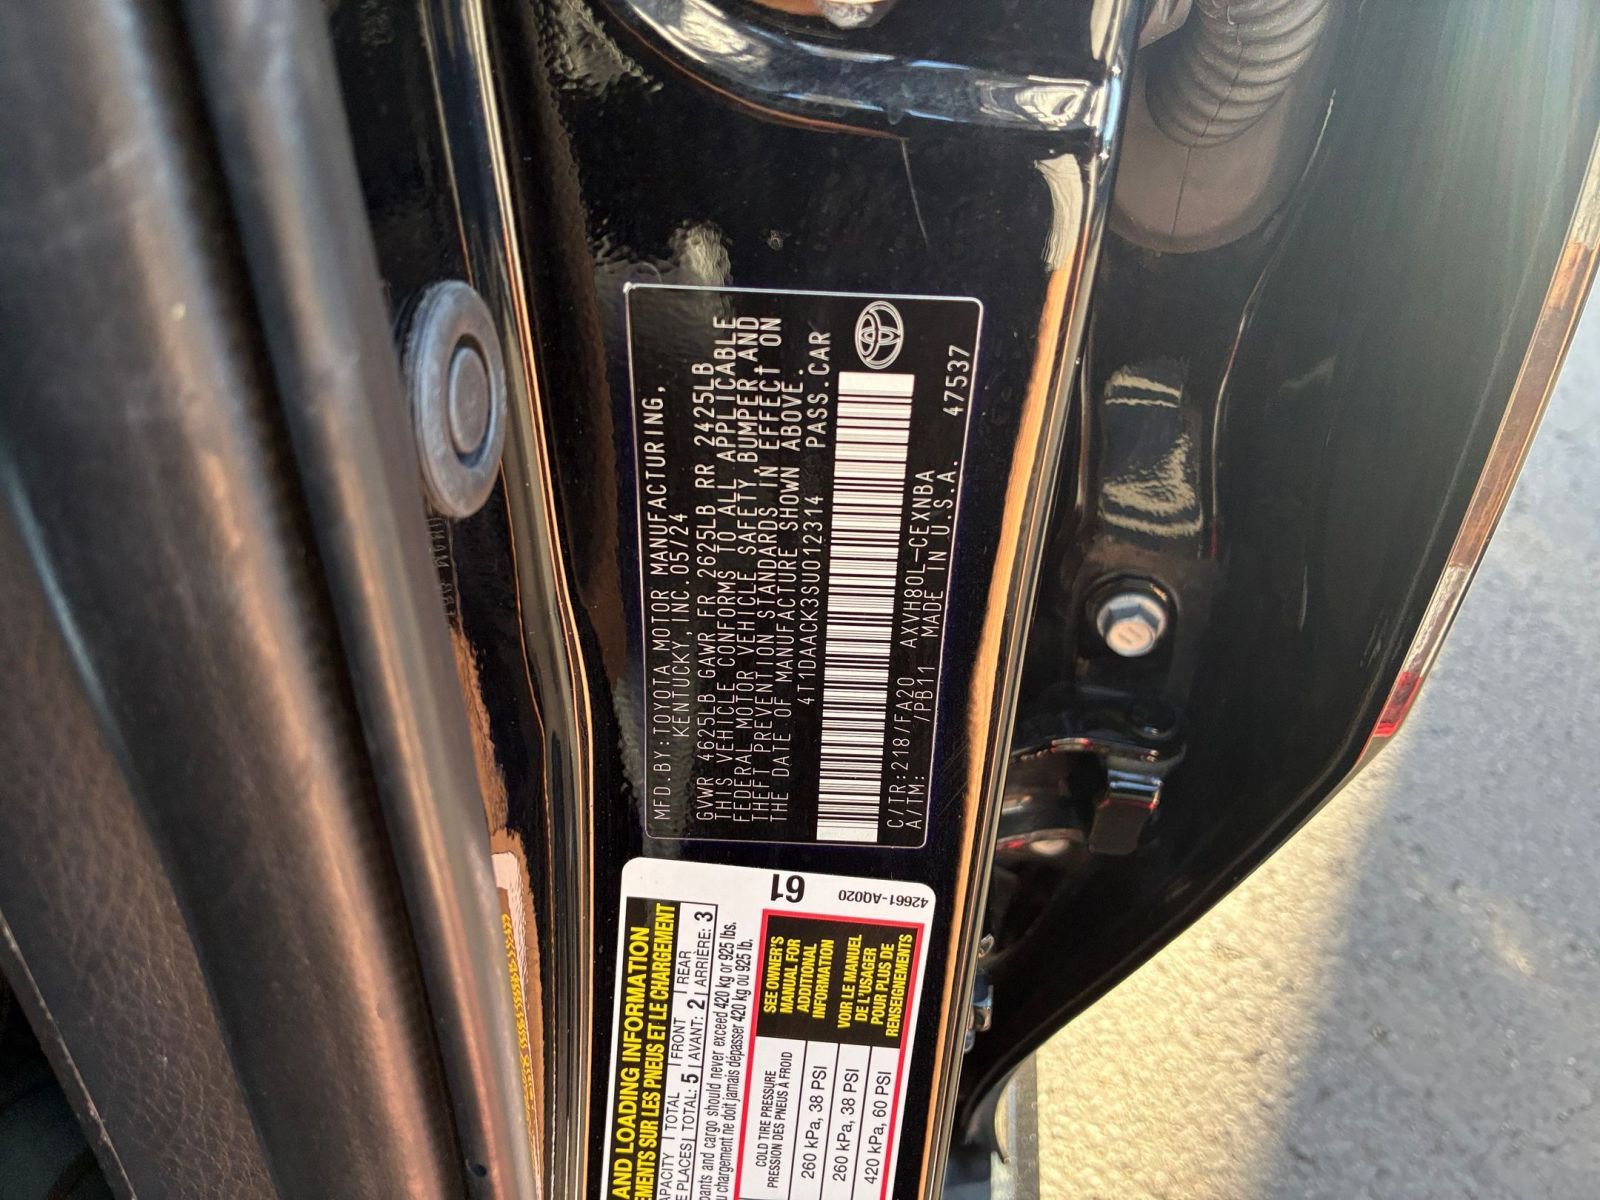 MFD.BY:TOYOTA MOTOR MANUFACTURING,
KENTUCKY, INC.05/24
GVWR 4625LB GAWR FR 2625LB RR 2425LB
THIS VEHICLE CONFORMS TO ALL APPLICABLE
FEDERAL MOTOR VEHICLE SAFETY, BUMPER, AND
THEFT PREVENTION STANDARDS IN EFFECT ON
THE DATE OF MANUFACTURE SHOWN ABOVE.
4T1DAACK3SU012314 PASS.CAR
C/TR:218/FA20 AXVH80L-CEXNBA
A/TM: /PB11 MADE IN U.S.A. 47537
AND LOADING INFORMATION
EMENTS SUR LES PNEUS ET LE CHARGEMENT
61
42661-AQ020
APACITY TOTAL FRONT REAR
E PLACES TOTAL: 5 AVANT: 2 ARRIÈRE: 3
pants and cargo should never exceed 420 kg or 925 lbs.
u chargement ne doit jamais dépasser 420 kg ou 925 lb.
COLD TIRE PRESSURE
PRESSION DES PNEUS À FROID
260 kPa, 38 PSI
260 kPa, 38 PSI
420 kPa, 60 PSI
SEE OWNER'S
MANUAL FOR
ADDITIONAL
INFORMATION
VOIR LE MANUEL
DE L'USAGER
POUR PLUS DE
RENSEIGNEMENTS